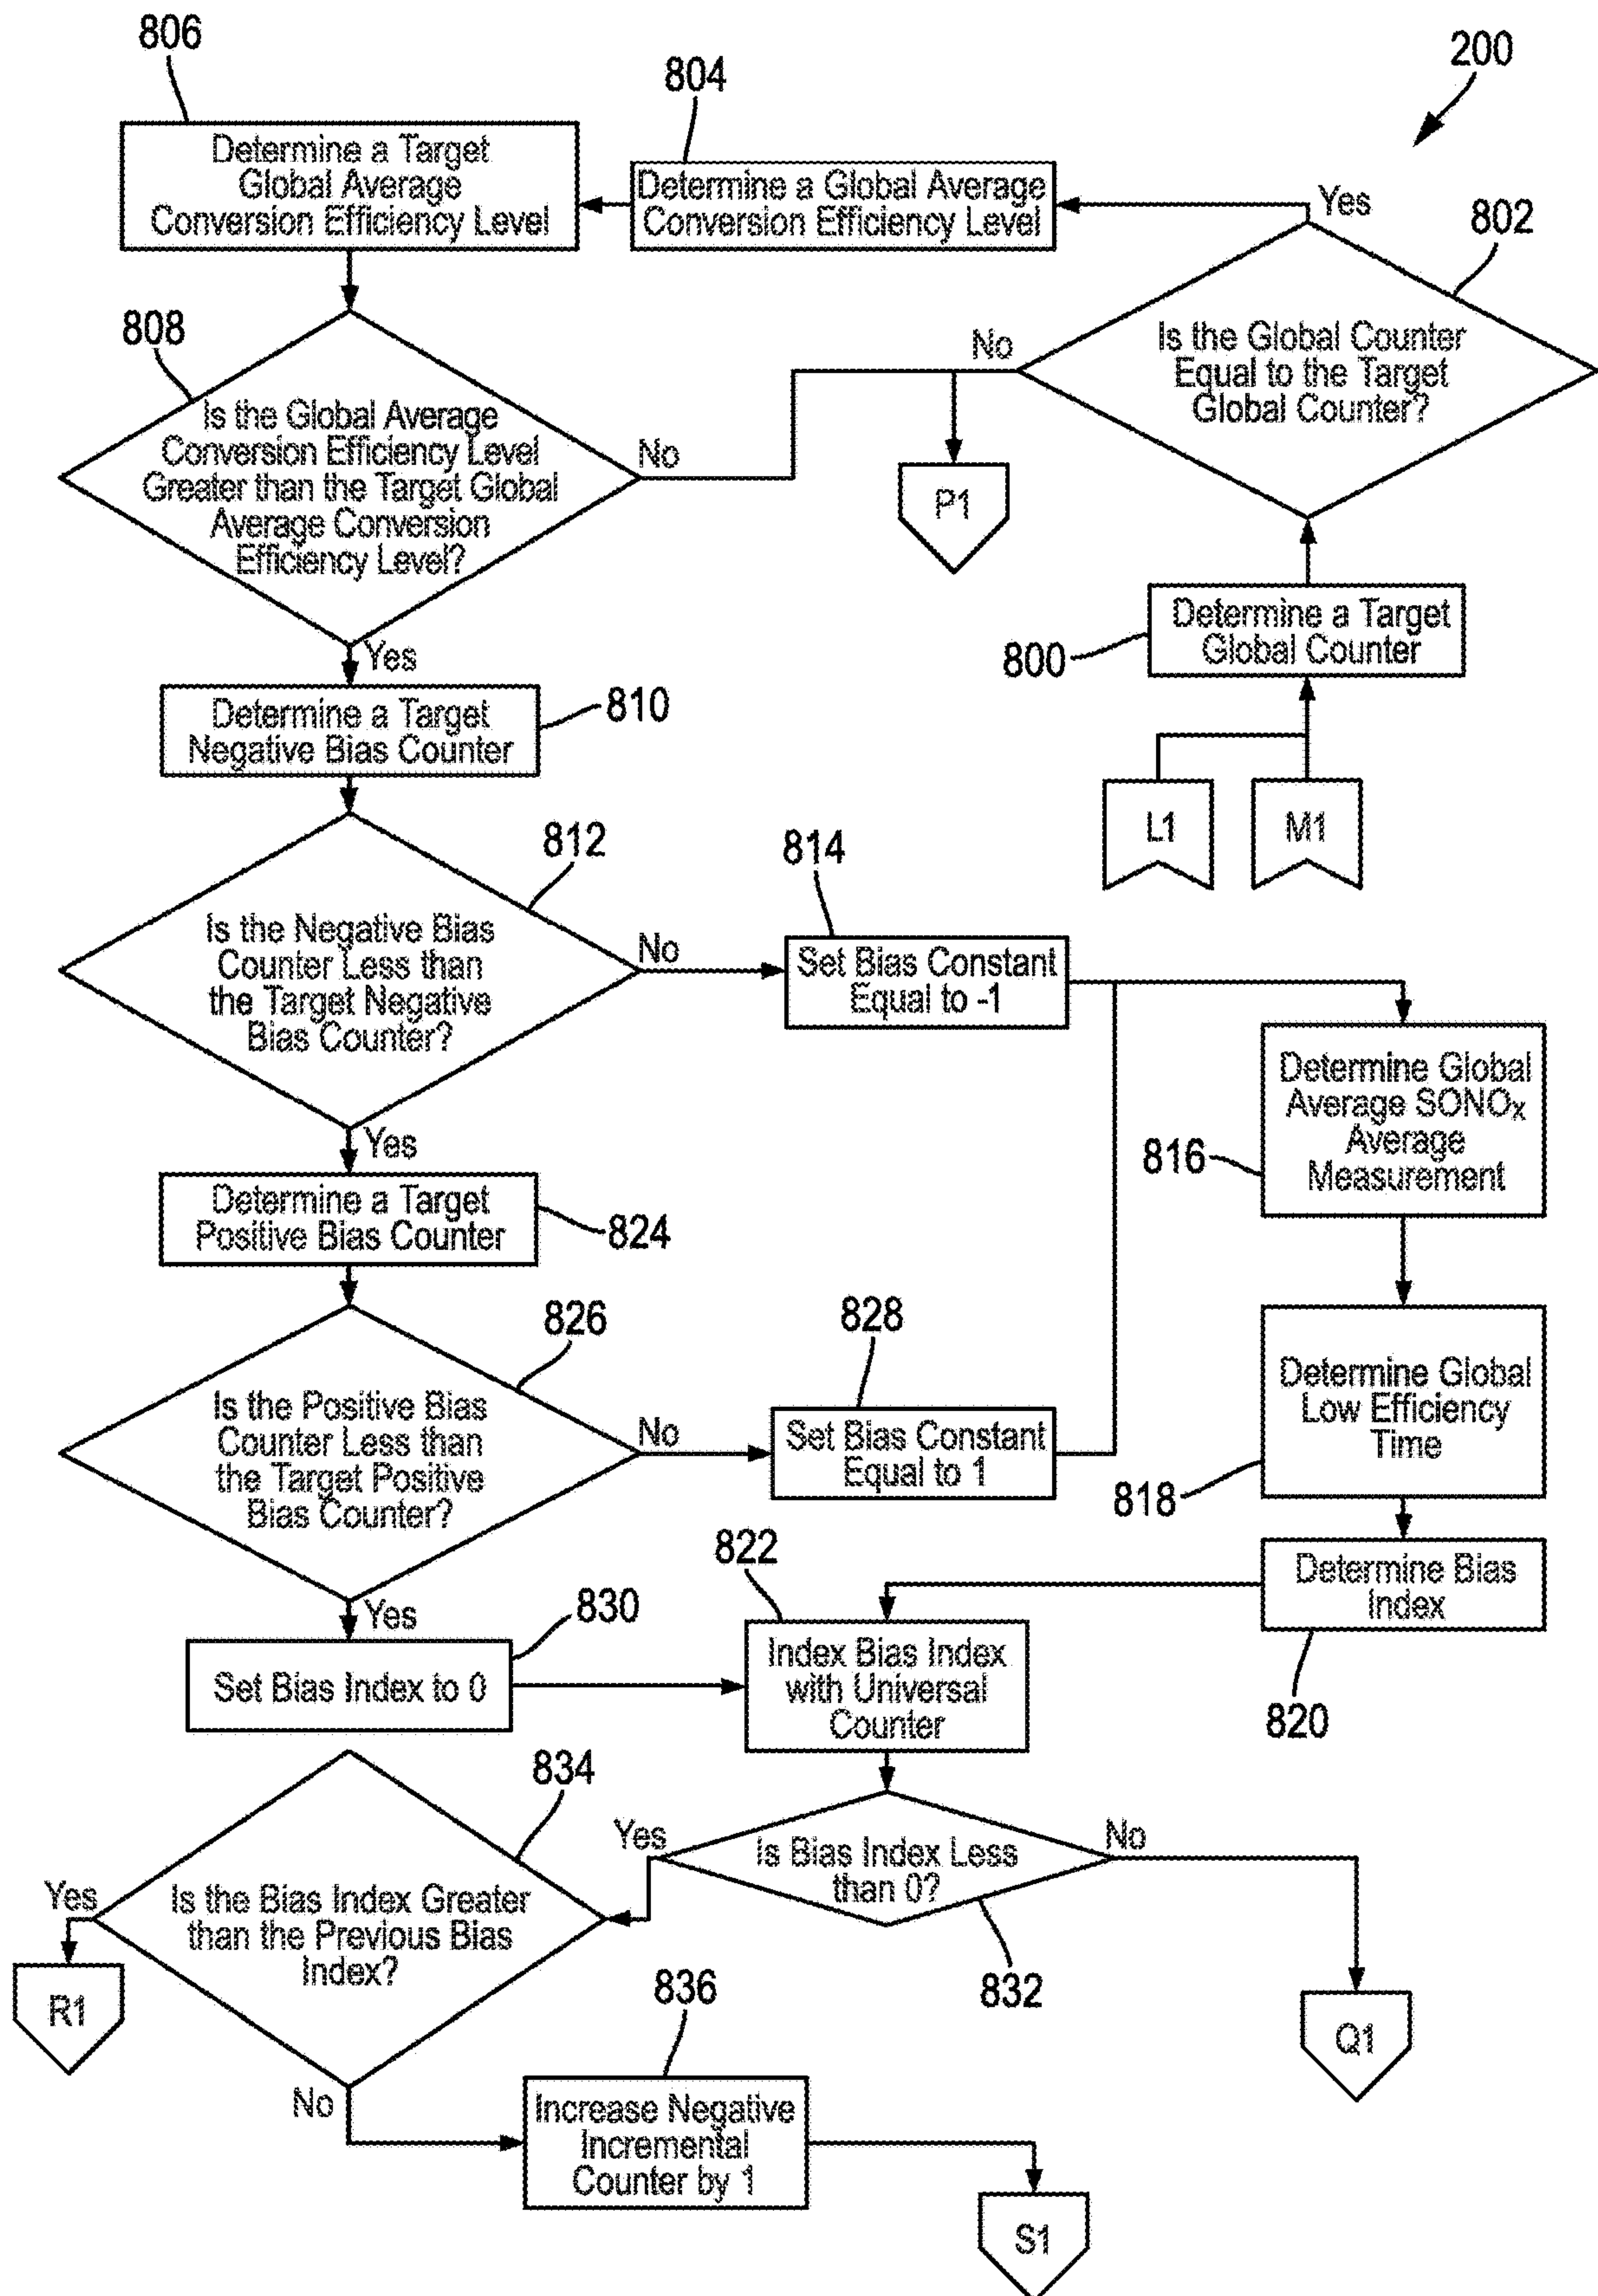 806
804
200
Determine a Target
Global Average
Conversion Efficiency Level
Determine a Global Average
Conversion Efficiency Level
Yes
802
808
No
Is the Global Counter
Equal to the Target
Global Counter?
Is the Global Average
Conversion Efficiency Level
Greater than the Target Global
Average Conversion
Efficiency Level?
No
P1
Determine a Target
Global Counter
800
Yes
Determine a Target
Negative Bias Counter
810
L1
M1
812
814
Is the Negative Bias
Counter Less than
the Target Negative
Bias Counter?
No
Set Bias Constant
Equal to -1
Determine Global
Average SONOx
Average
Measurement
816
Yes
Determine a Target
Positive Bias Counter
824
826
828
Is the Positive Bias
Counter Less than
the Target Positive
Bias Counter?
No
Set Bias Constant
Equal to 1
Determine Global
Low Efficiency
Time
818
822
Determine Bias
Index
820
Yes
830
Set Bias Index to 0
Index Bias Index
with Universal
Counter
834
Yes
Is Bias Index Less
than 0?
No
832
Yes
Is the Bias Index Greater
than the Previous Bias
Index?
R1
836
Q1
No
Increase Negative
Incremental
Counter by 1
S1